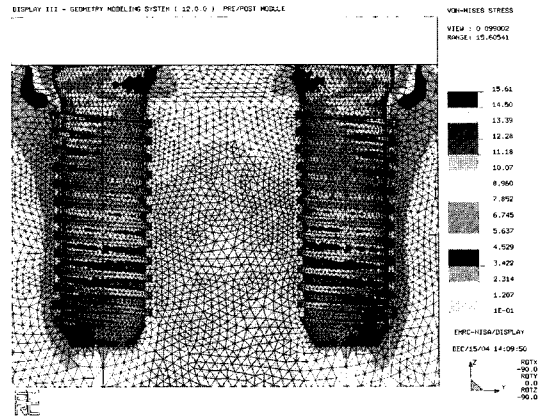 DISPLAY III - GEOMETRY MODELING SYSTEM ( 12.0.0 ) PRE/POST MODULE
VON-MISES STRESS
VIEW : 0 099002
RANGE: 15.60541
15.61
14.50
13.39
12.28
11.18
10.07
8.960
7.852
6.745
5.637
4.529
3.422
2.314
1.207
1E-01
EMRC-NISA/DISPLAY
DEC/15/04 14:09:50
Z
Y
ROTX
-90.0
ROTY
0.0
ROTZ
-90.0